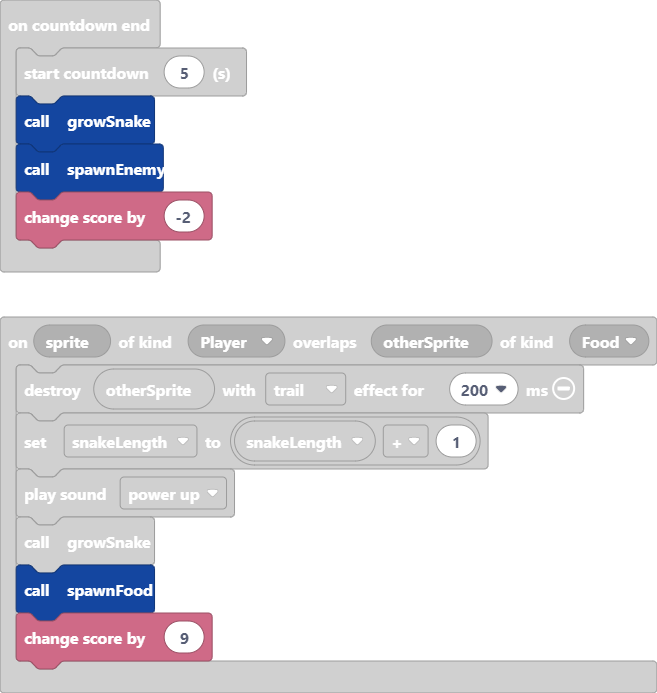 on countdown end
start countdown 5 (s)
call growSnake
call spawnEnemy
change score by -2
on sprite of kind Player overlaps otherSprite of kind Food
destroy otherSprite with trail effect for 200 ms
set snakeLength to snakeLength + 1
play sound power up
call growSnake
call spawnFood
change score by 9